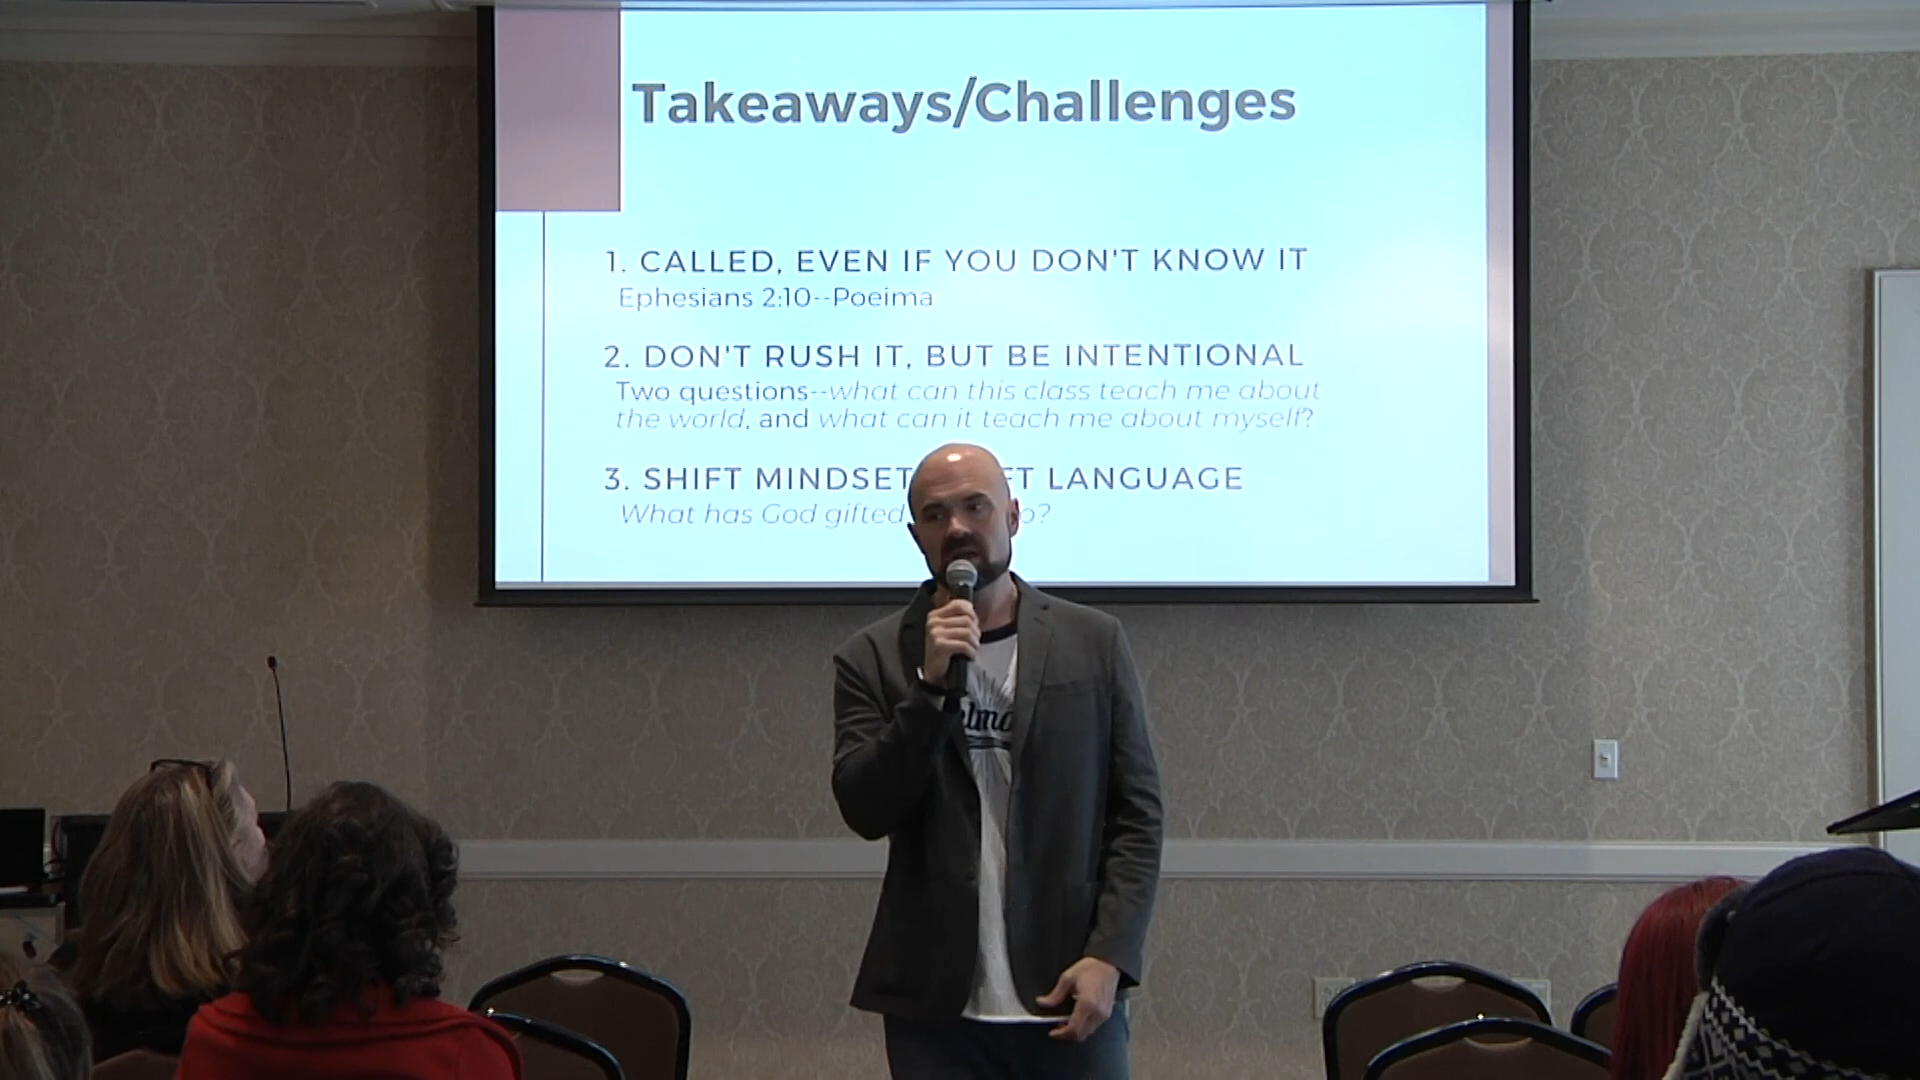 Takeaways/Challenges
1. CALLED, EVEN IF YOU DON'T KNOW IT
Ephesians 2:10--Poeima
2. DON'T RUSH IT, BUT BE INTENTIONAL
Two questions--what can this class teach me about
the world, and what can it teach me about myself?
3. SHIFT MINDSET LANGUAGE
What has God gifted